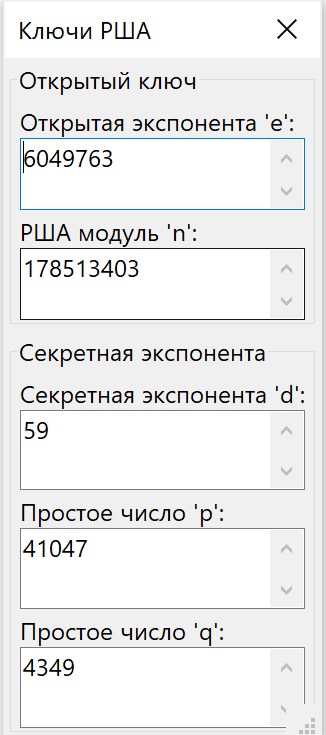 Ключи РША
Открытый ключ
Открытая экспонента 'e':
6049763
РША модуль 'n':
178513403
Секретная экспонента
Секретная экспонента 'd':
59
Простое число 'p':
41047
Простое число 'q':
4349